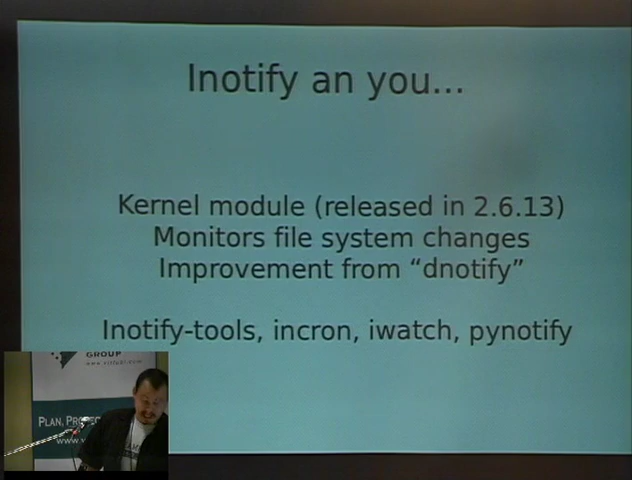 Inotify an you...
Kernel module (released in 2.6.13)
Monitors file system changes
Improvement from “dnotify”
Inotify-tools, incron, iwatch, pynotify
GROUP
PLAN,
www.